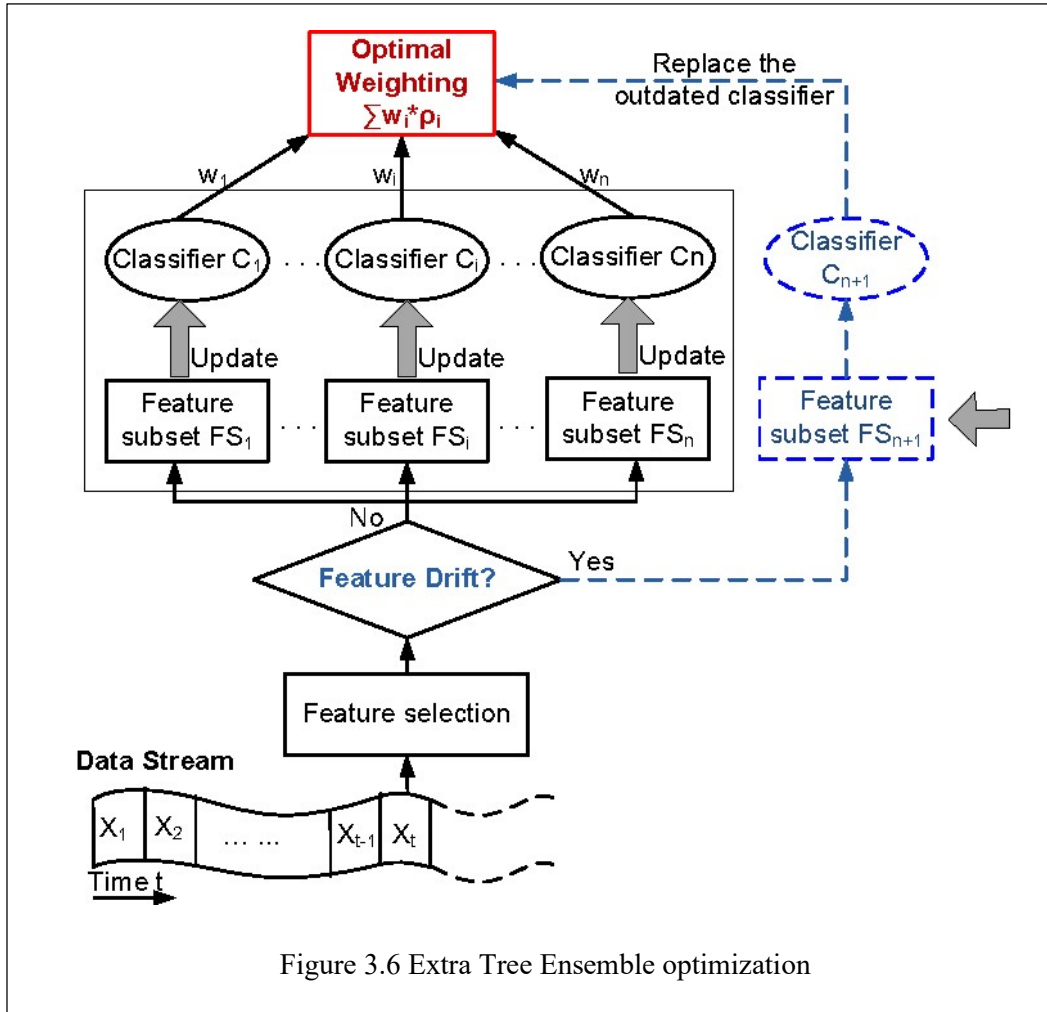 Optimal
Weighting
∑wᵢ*ρᵢ
Replace the
outdated classifier
w₁
wᵢ
wₙ
Classifier C₁
. . .
Classifier Cᵢ
. . .
Classifier Cn
Classifier
Cₙ₊₁
Update
Update
Update
Feature
subset FS₁
. . .
Feature
subset FSᵢ
. . .
Feature
subset FSₙ
Feature
subset FSₙ₊₁
No
Feature Drift?
Yes
Feature selection
Data Stream
X₁
X₂
... ...
Xₜ₋₁
Xₜ
Time t
Figure 3.6 Extra Tree Ensemble optimization